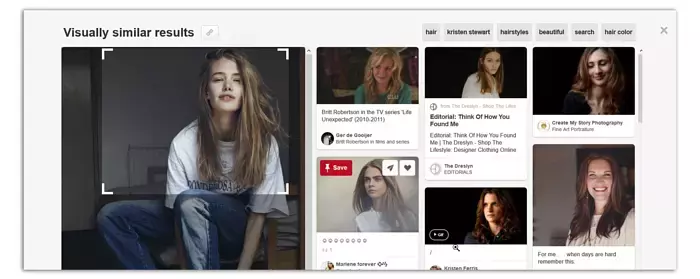 Visually similar results
hair
kristen stewart
hairstyles
beautiful
search
hair color
Britt Robertson in the TV series 'Life
Unexpected' (2010-2011)
Ger de Gooijer
Britt Robertson in films and series
Save
Marlene forever
from The Dreslyn - Shop The Lifes
Editorial: Think Of How You
Found Me
Editorial: Think Of How You Found
Me | The Dreslyn - Shop The
Lifestyle: Designer Clothing Online
The Dreslyn
EDITORIALS
GIF
/
Kristen Ferris
Create My Story Photography
Fine Art Portraiture
For me. when days are hard
remember this.